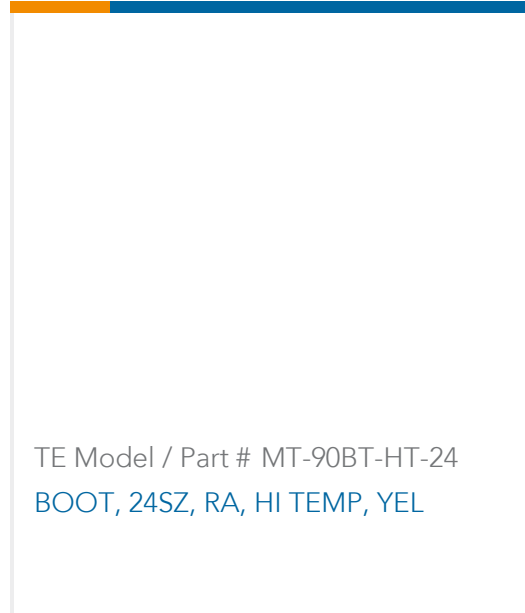 TE Model / Part # MT-90BT-HT-24
BOOT, 24SZ, RA, HI TEMP, YEL